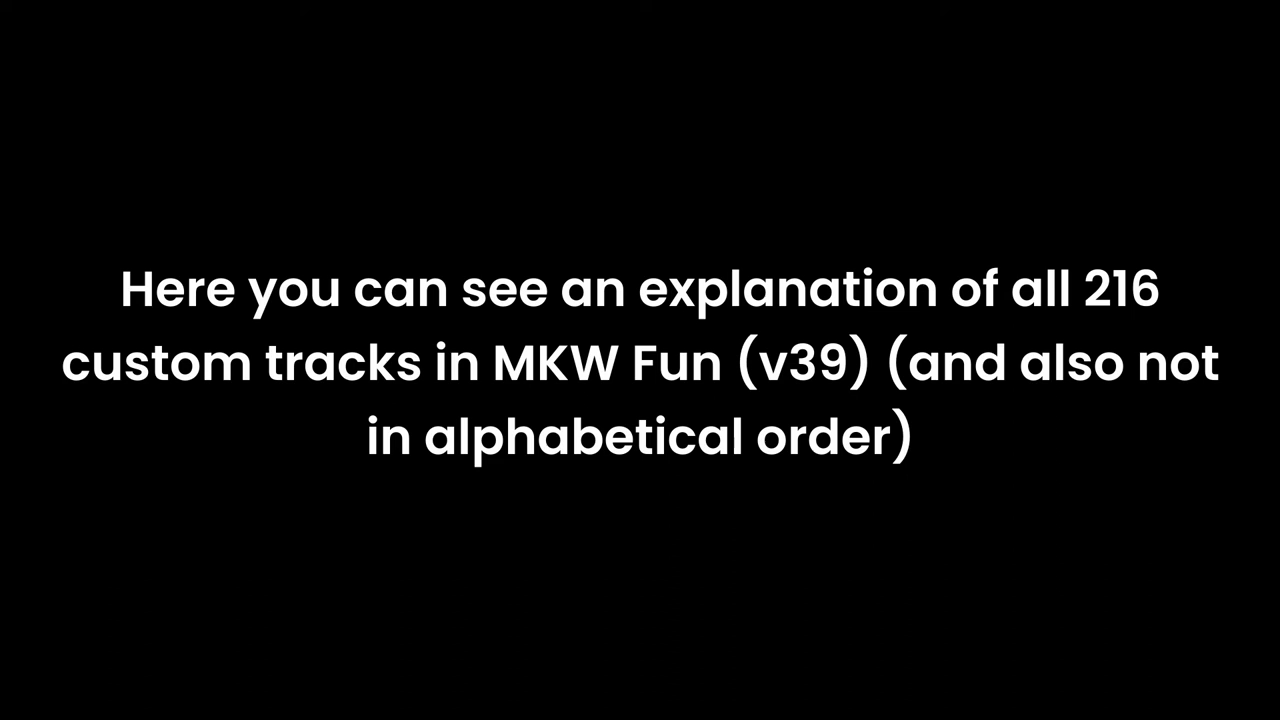 Here you can see an explanation of all 216
custom tracks in MKW Fun (v39) (and also not
in alphabetical order)